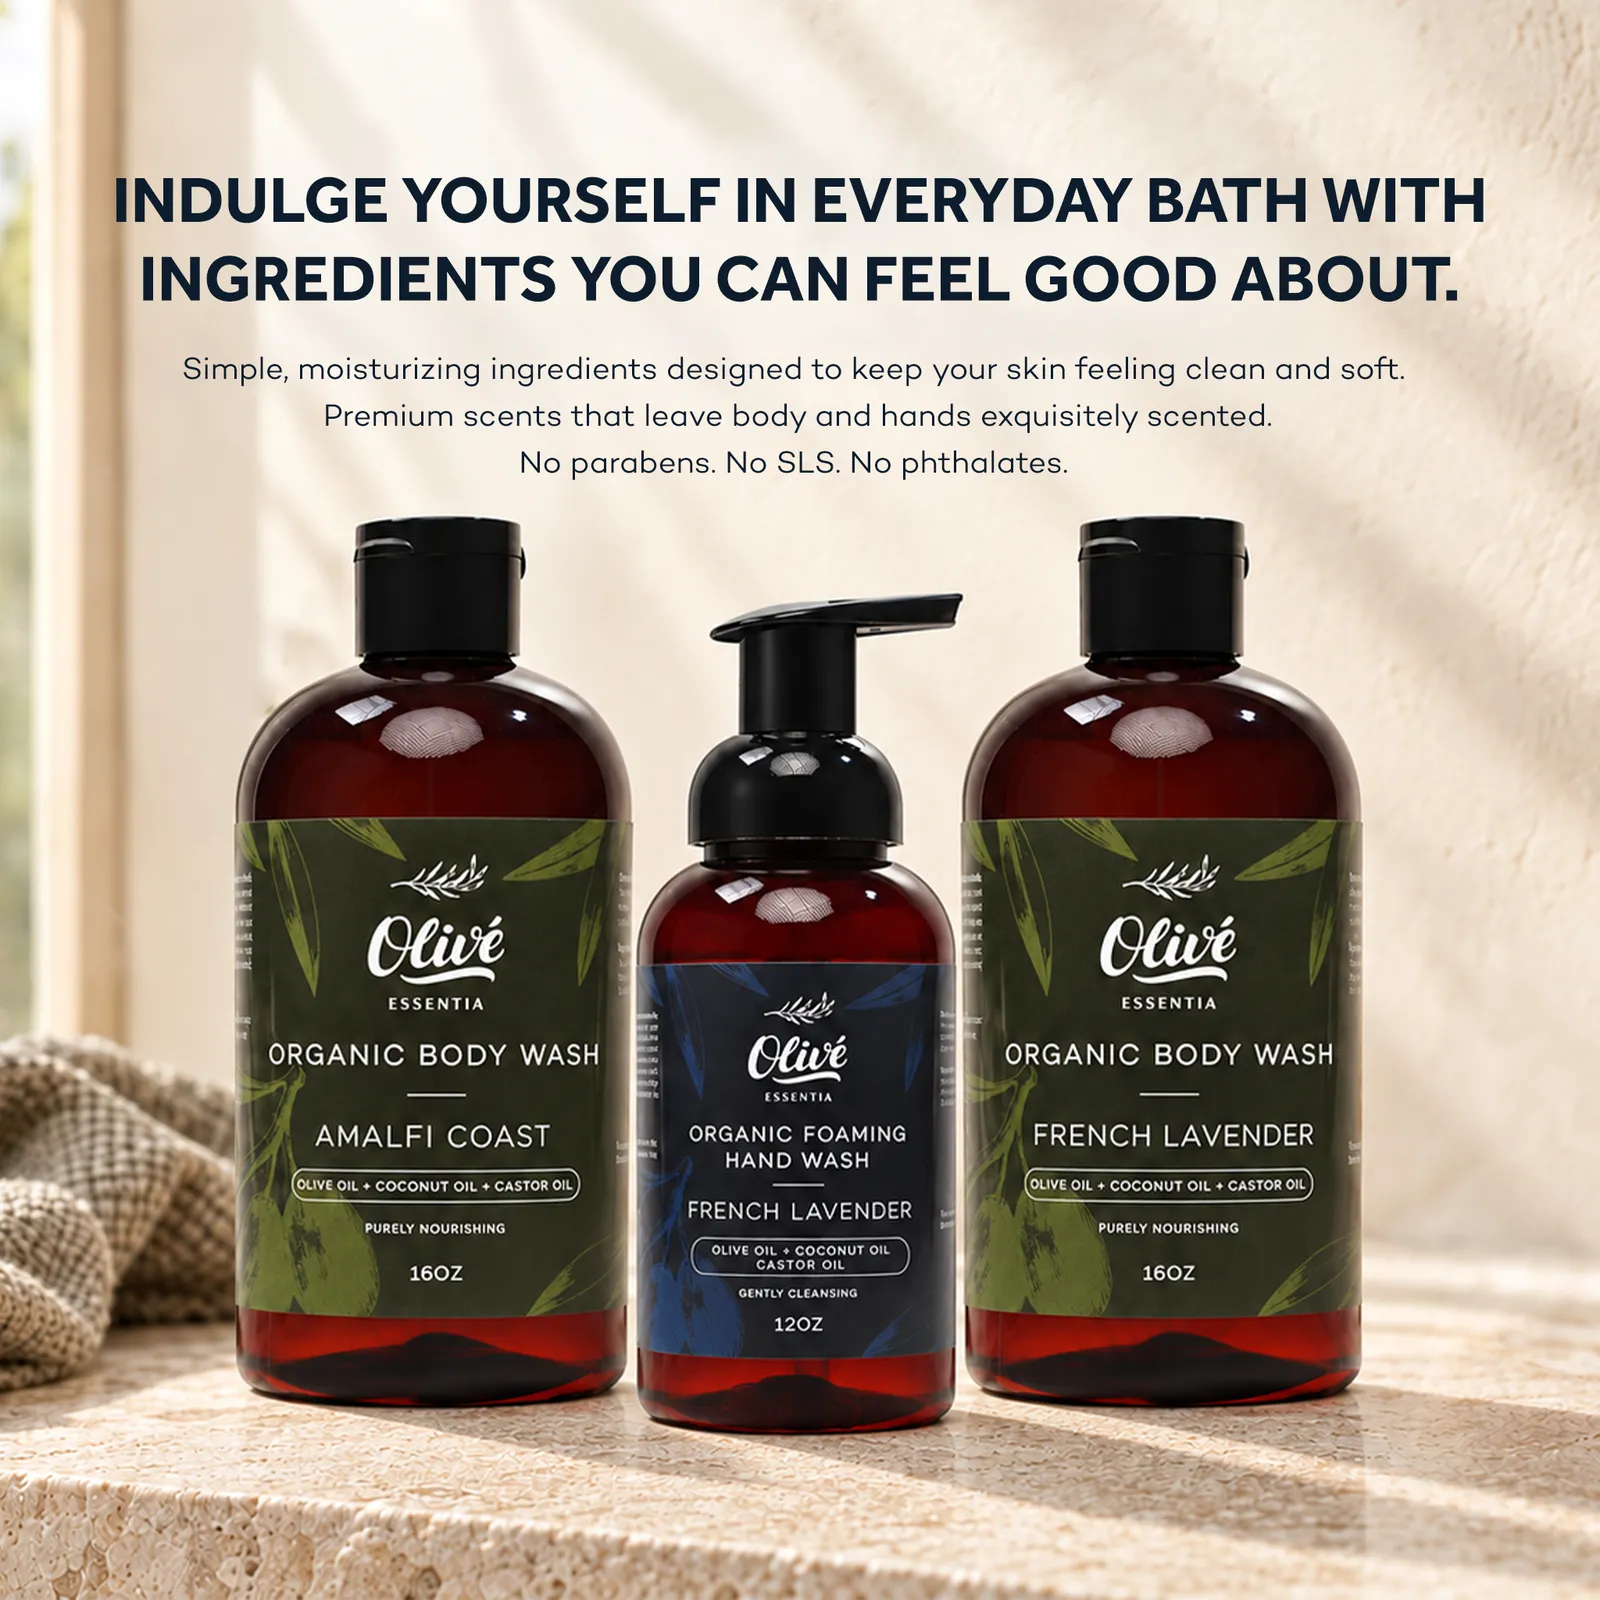 INDULGE YOURSELF IN EVERYDAY BATH WITH
INGREDIENTS YOU CAN FEEL GOOD ABOUT.
Simple, moisturizing ingredients designed to keep your skin feeling clean and soft.
Premium scents that leave body and hands exquisitely scented.
No parabens. No SLS. No phthalates.
Olivé
ESSENTIA
ORGANIC BODY WASH
AMALFI COAST
OLIVE OIL + COCONUT OIL + CASTOR OIL
PURELY NOURISHING
16OZ
Olivé
ESSENTIA
ORGANIC FOAMING
HAND WASH
FRENCH LAVENDER
OLIVE OIL + COCONUT OIL
CASTOR OIL
GENTLY CLEANSING
12OZ
Olivé
ESSENTIA
ORGANIC BODY WASH
FRENCH LAVENDER
OLIVE OIL + COCONUT OIL + CASTOR OIL
PURELY NOURISHING
16OZ